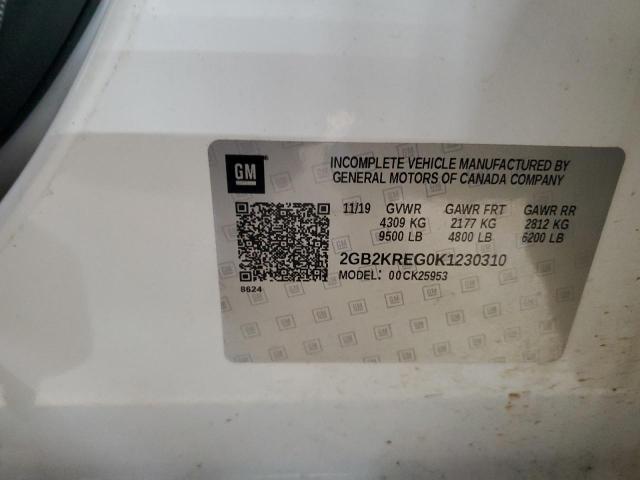 GM
INCOMPLETE VEHICLE MANUFACTURED BY
GENERAL MOTORS OF CANADA COMPANY
11/19 GVWR GAWR FRT GAWR RR
4309 KG 2177 KG 2812 KG
9500 LB 4800 LB 6200 LB
2GB2KREG0K1230310
MODEL: 00CK25953
8624